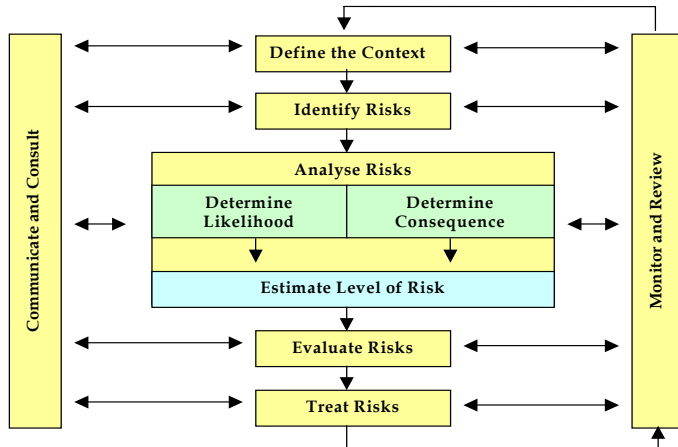 Define the Context
Identify Risks
Analyse Risks
Determine
Likelihood
Determine
Consequence
Estimate Level of Risk
Evaluate Risks
Treat Risks
Communicate and Consult
Monitor and Review